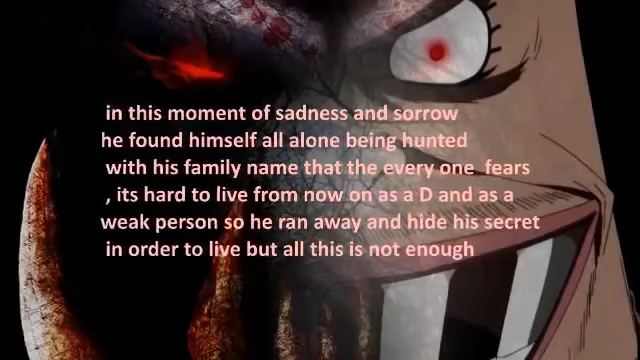 in this moment of sadness and sorrow
he found himself all alone being hunted
with his family name that the every one fears
, its hard to live from now on as a D and as a
weak person so he ran away and hide his secret
in order to live but all this is not enough